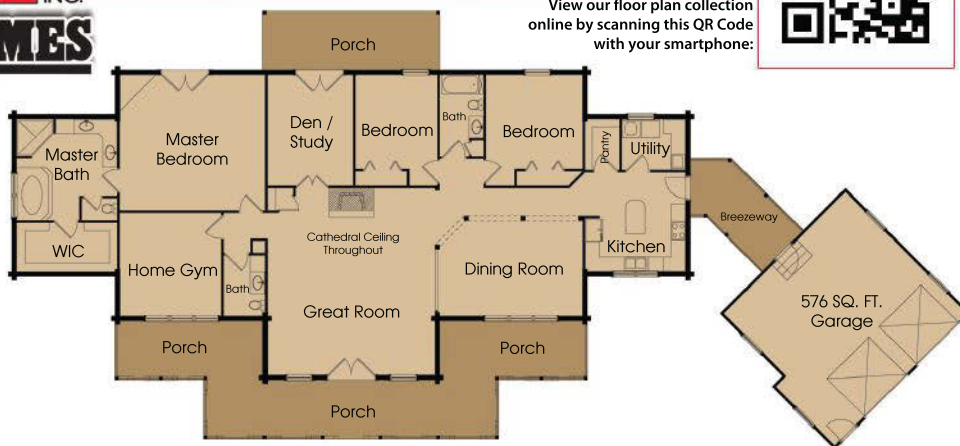 INC.
MES
View our floor plan collection
online by scanning this QR Code
with your smartphone:
Porch
Master
Bedroom
Den /
Study
Bedroom
Bath
Bedroom
Pantry
Utility
Master
Bath
WIC
Home Gym
Bath
Cathedral Ceiling
Throughout
Great Room
Dining Room
Kitchen
Breezeway
576 SQ. FT.
Garage
Porch
Porch
Porch